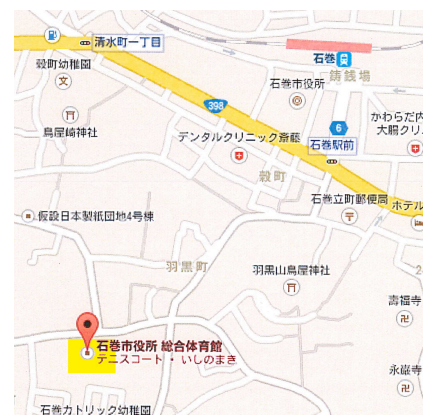 清水町一丁目
石巻
鋳銭場
穀町幼稚園
文
石巻市役所
398
かわらだ内
大腸クリニ
鳥屋崎神社
デンタルクリニック斎藤
6
石巻駅前
穀町
石巻立町郵便局
ホテル
仮設日本製紙団地4号棟
羽黒町
羽黒山鳥屋神社
2
壽福寺
石巻市役所 総合体育館
テニスコート ・ いしのまき
永巌寺
石巻カトリック幼稚園